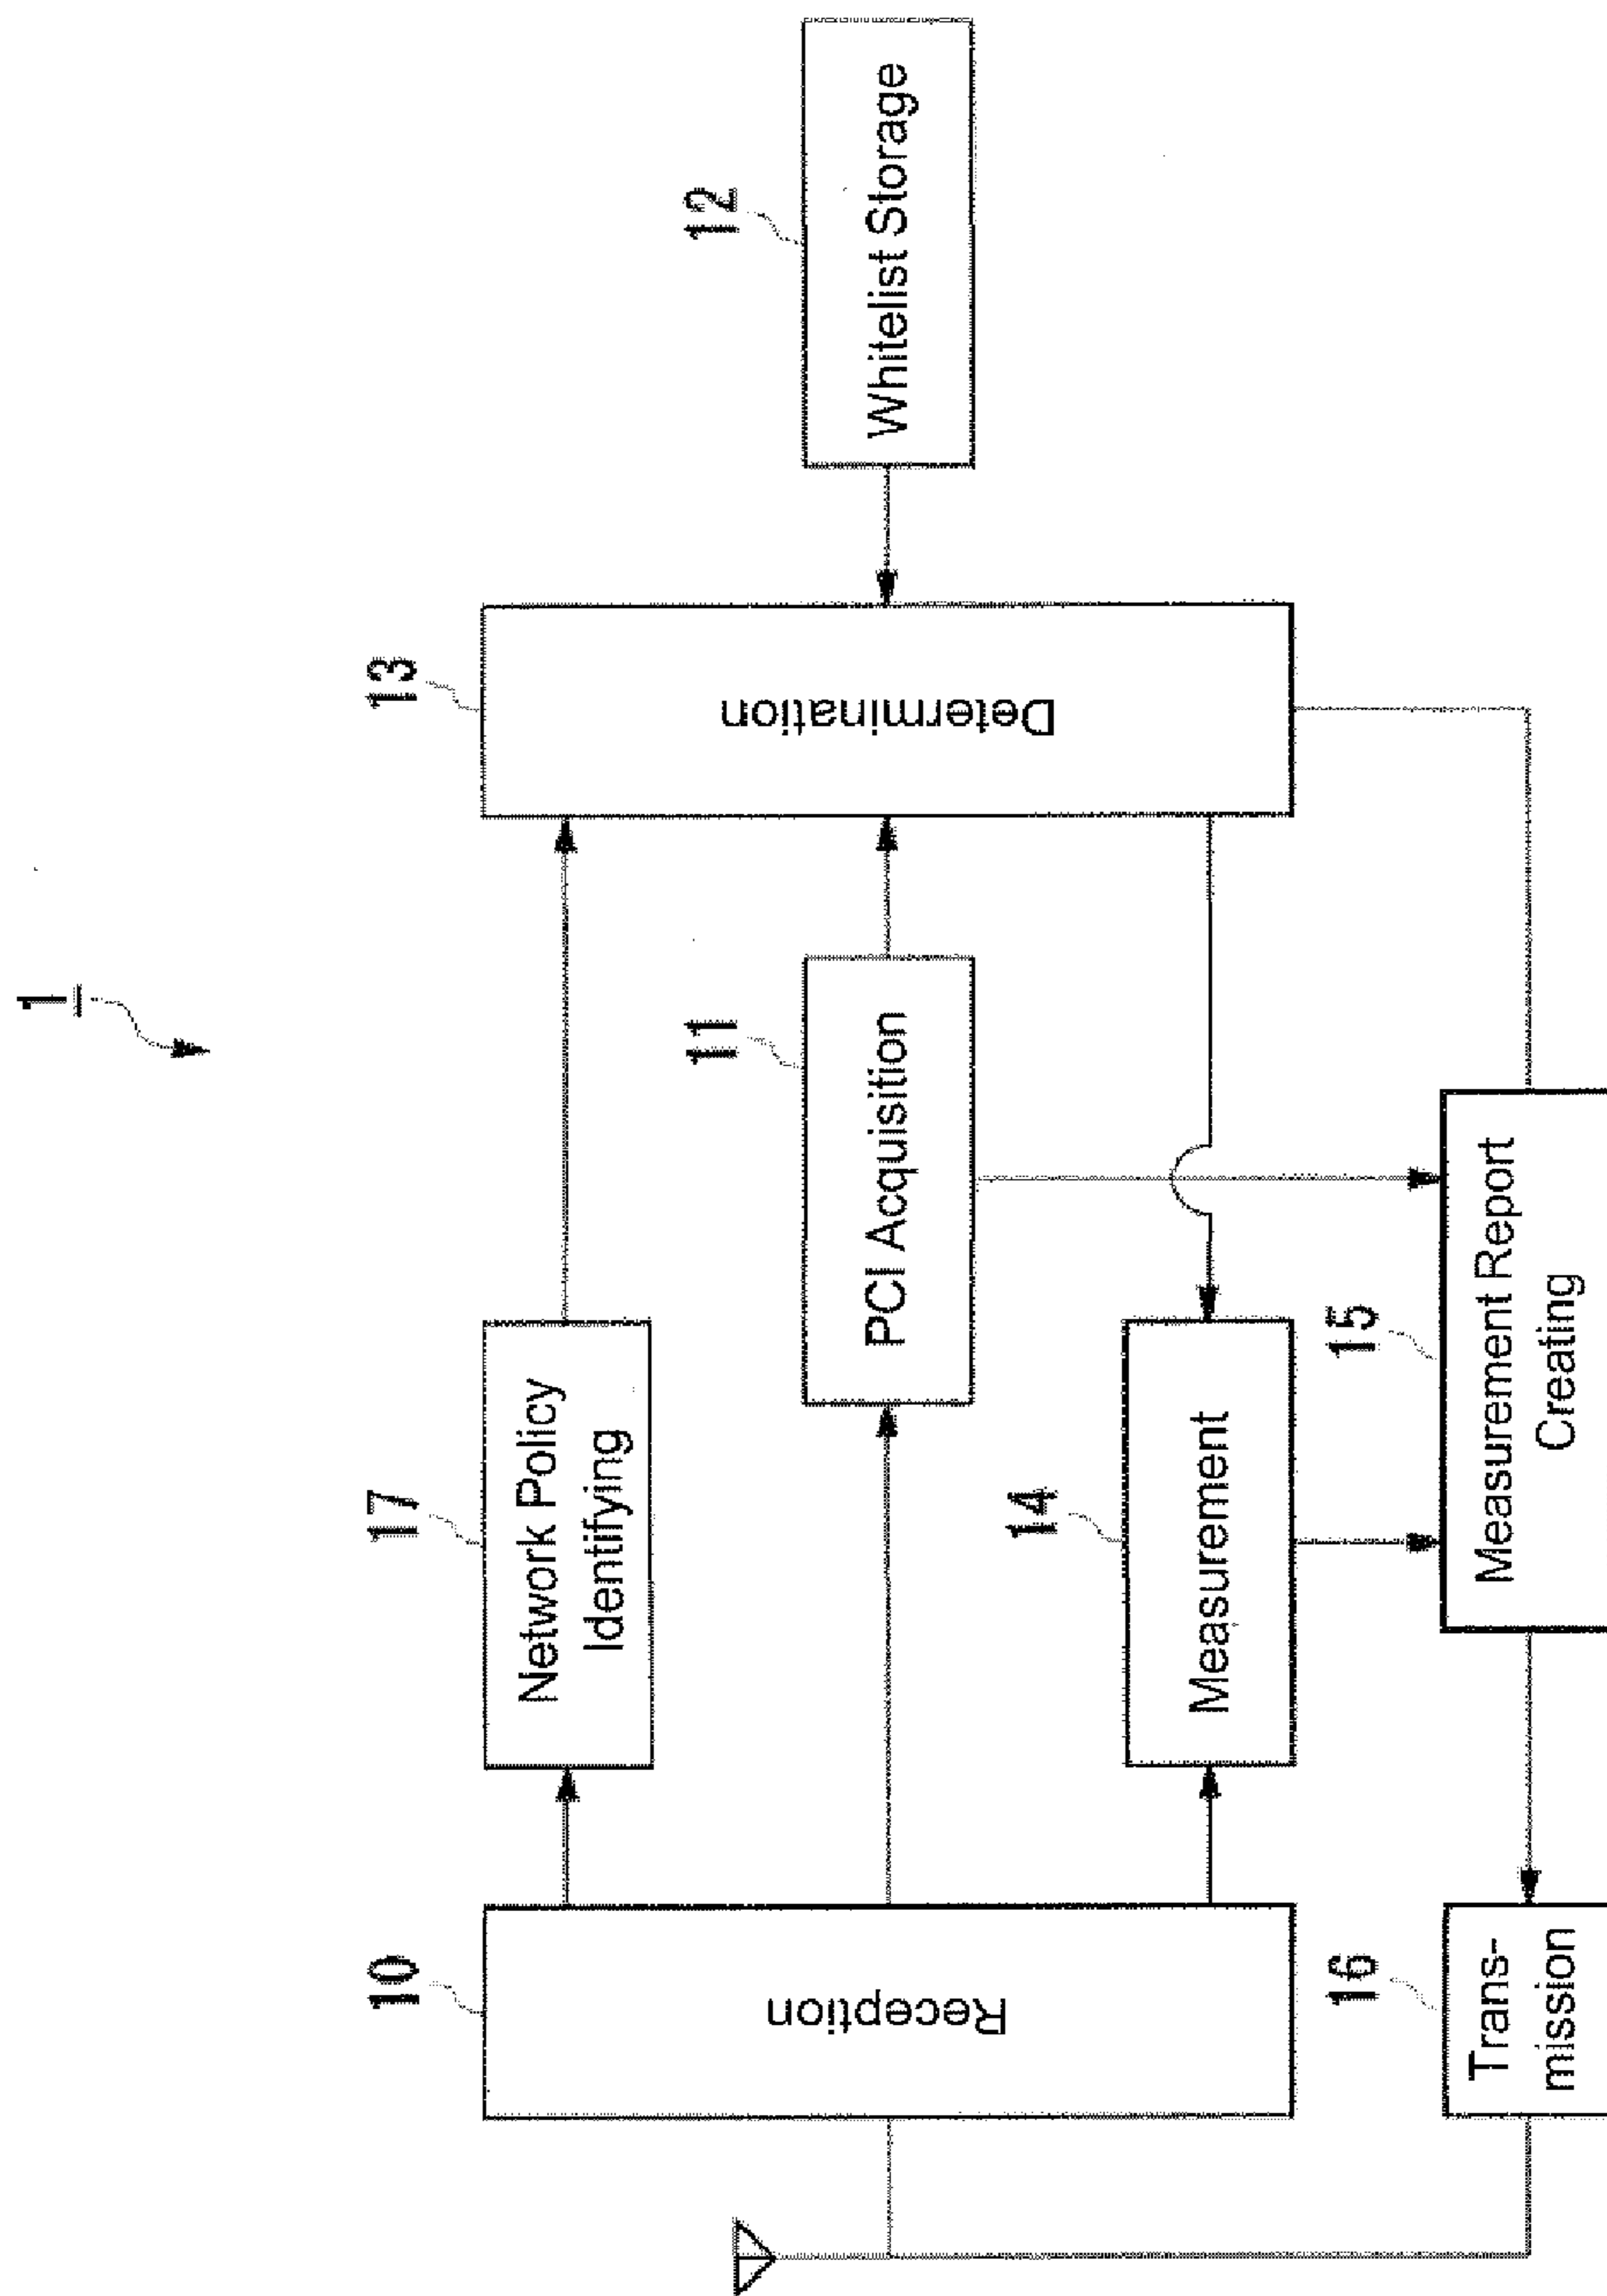 1
10
Reception
17
Network Policy
Identifying
11
PCI Acquisition
14
Measurement
13
Determination
12
Whitelist Storage
15
Measurement Report
Creating
16
Trans-
mission